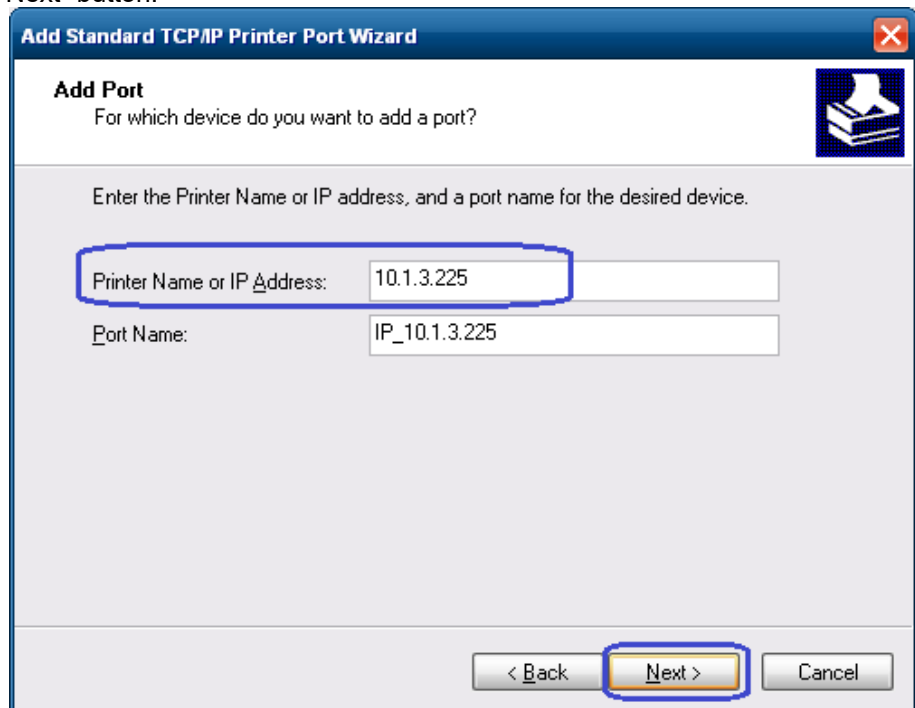 Add Standard TCP/IP Printer Port Wizard
Add Port
For which device do you want to add a port?
Enter the Printer Name or IP address, and a port name for the desired device.
Printer Name or IP Address: 10.1.3.225
Port Name: IP_10.1.3.225
< Back Next > Cancel